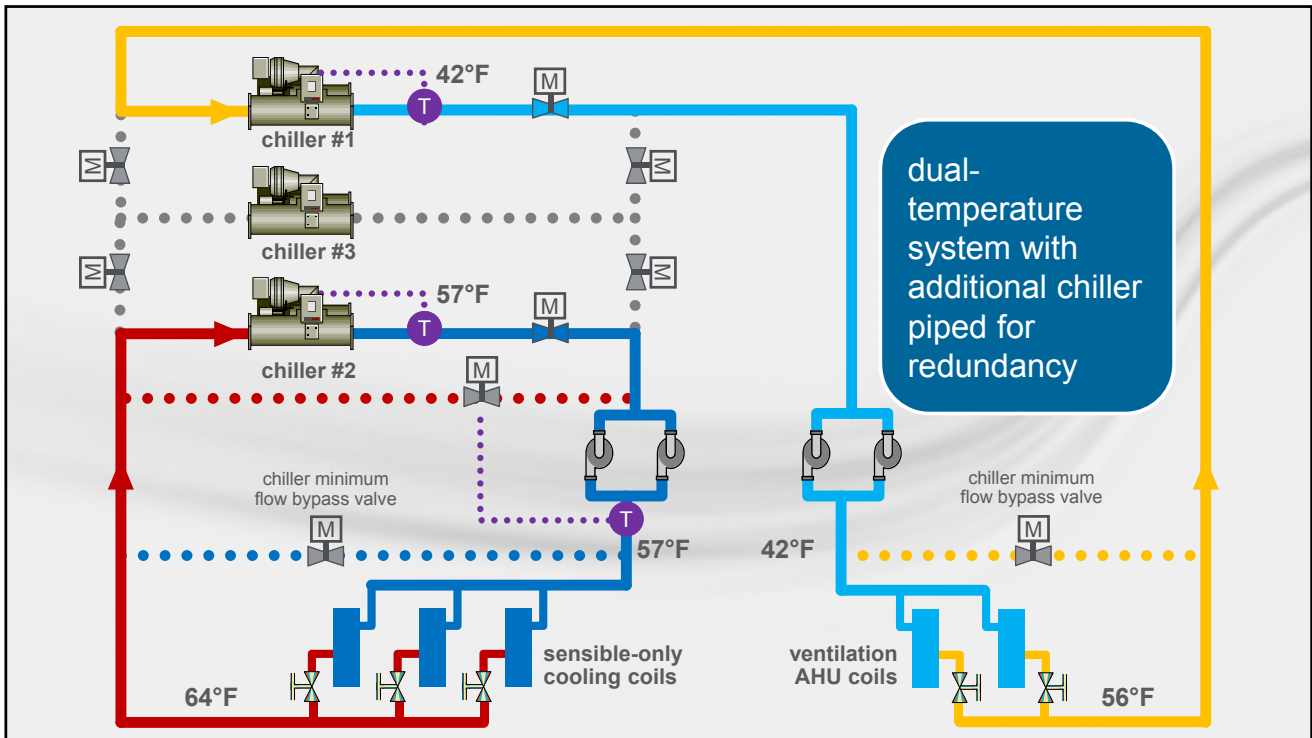 42°F
M
T
chiller #1
M
M
chiller #3
M
M
57°F
M
T
chiller #2
M
dual-
temperature
system with
additional chiller
piped for
redundancy
chiller minimum
flow bypass valve
M
T
57°F
42°F
chiller minimum
flow bypass valve
M
sensible-only
cooling coils
ventilation
AHU coils
64°F
56°F